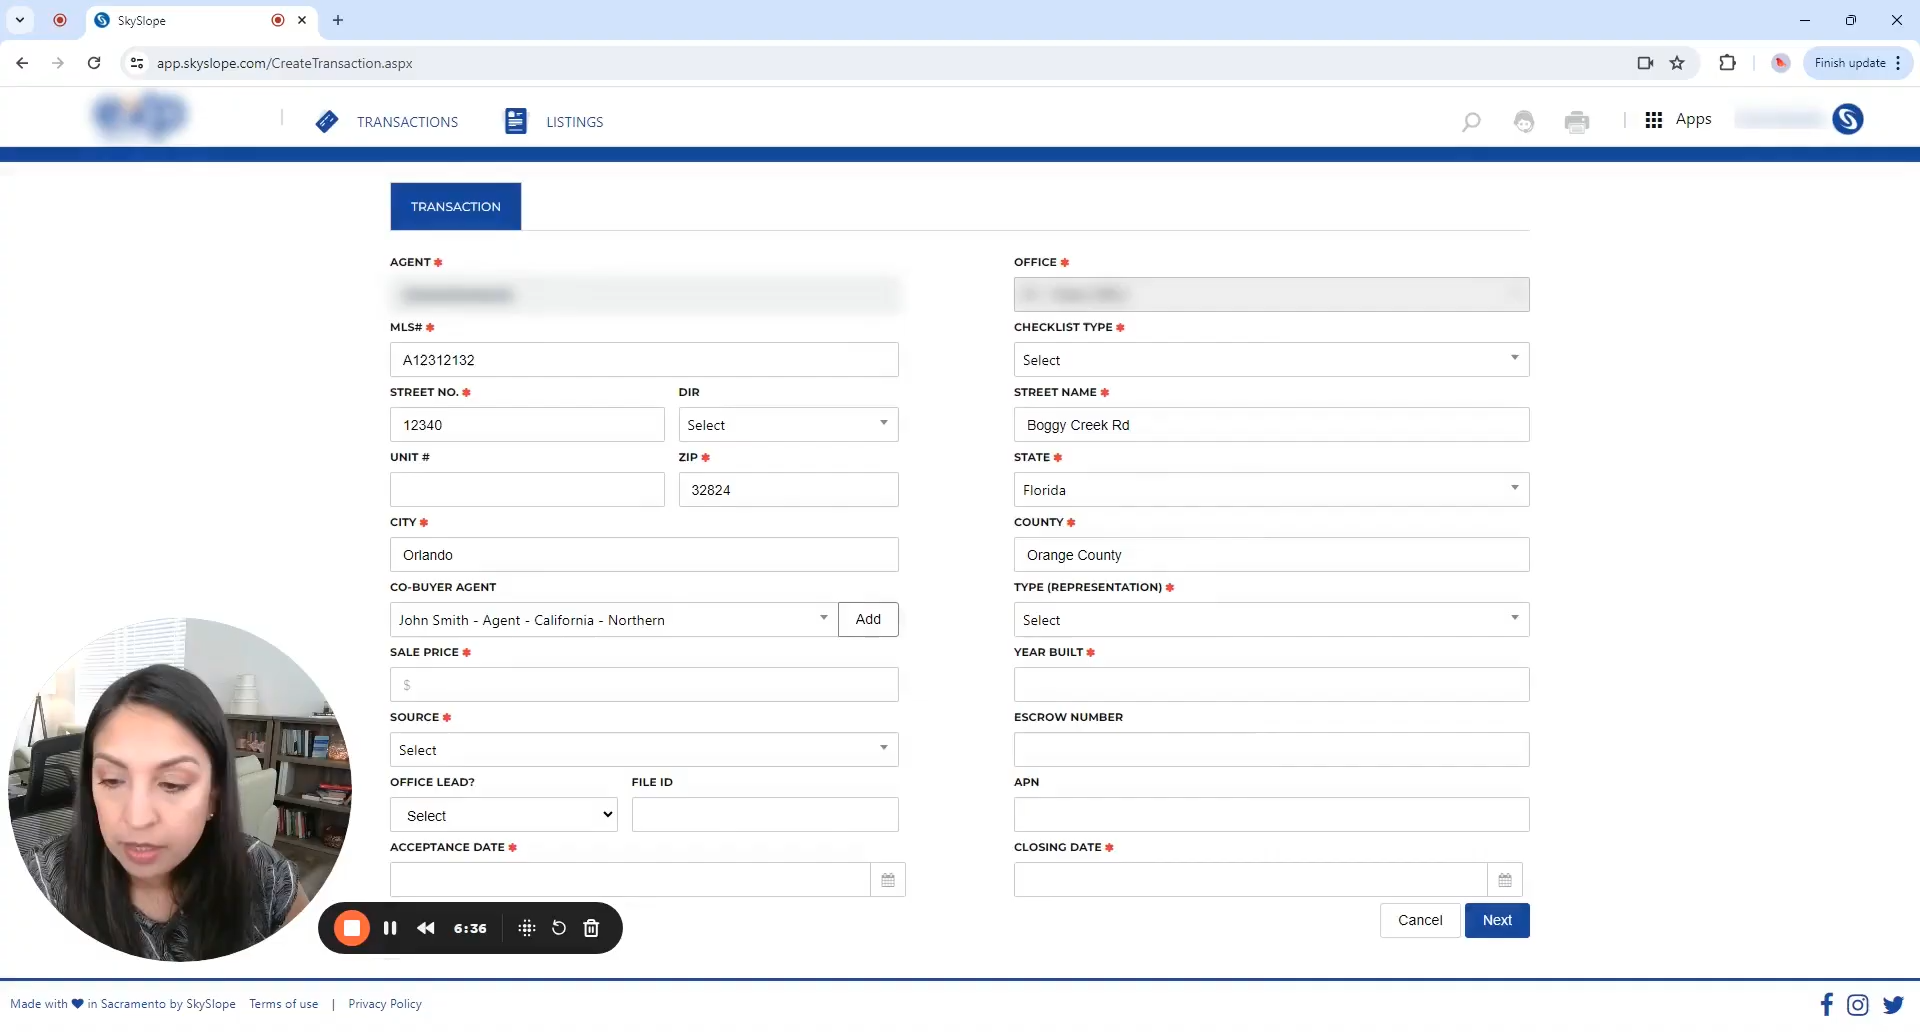 SkySlope
app.skyslope.com/CreateTransaction.aspx
Finish update
TRANSACTIONS
LISTINGS
Apps
TRANSACTION
AGENT *
OFFICE *
MLS# *
CHECKLIST TYPE *
A12312132
Select
STREET NO. *
DIR
STREET NAME *
12340
Select
Boggy Creek Rd
UNIT #
ZIP *
STATE *
32824
Florida
CITY *
COUNTY *
Orlando
Orange County
CO-BUYER AGENT
TYPE (REPRESENTATION) *
John Smith - Agent - California - Northern
Add
Select
SALE PRICE *
YEAR BUILT *
$
SOURCE *
ESCROW NUMBER
Select
OFFICE LEAD?
FILE ID
APN
Select
ACCEPTANCE DATE *
CLOSING DATE *
6:36
Cancel
Next
Made with ♥ in Sacramento by SkySlope
Terms of use
|
Privacy Policy